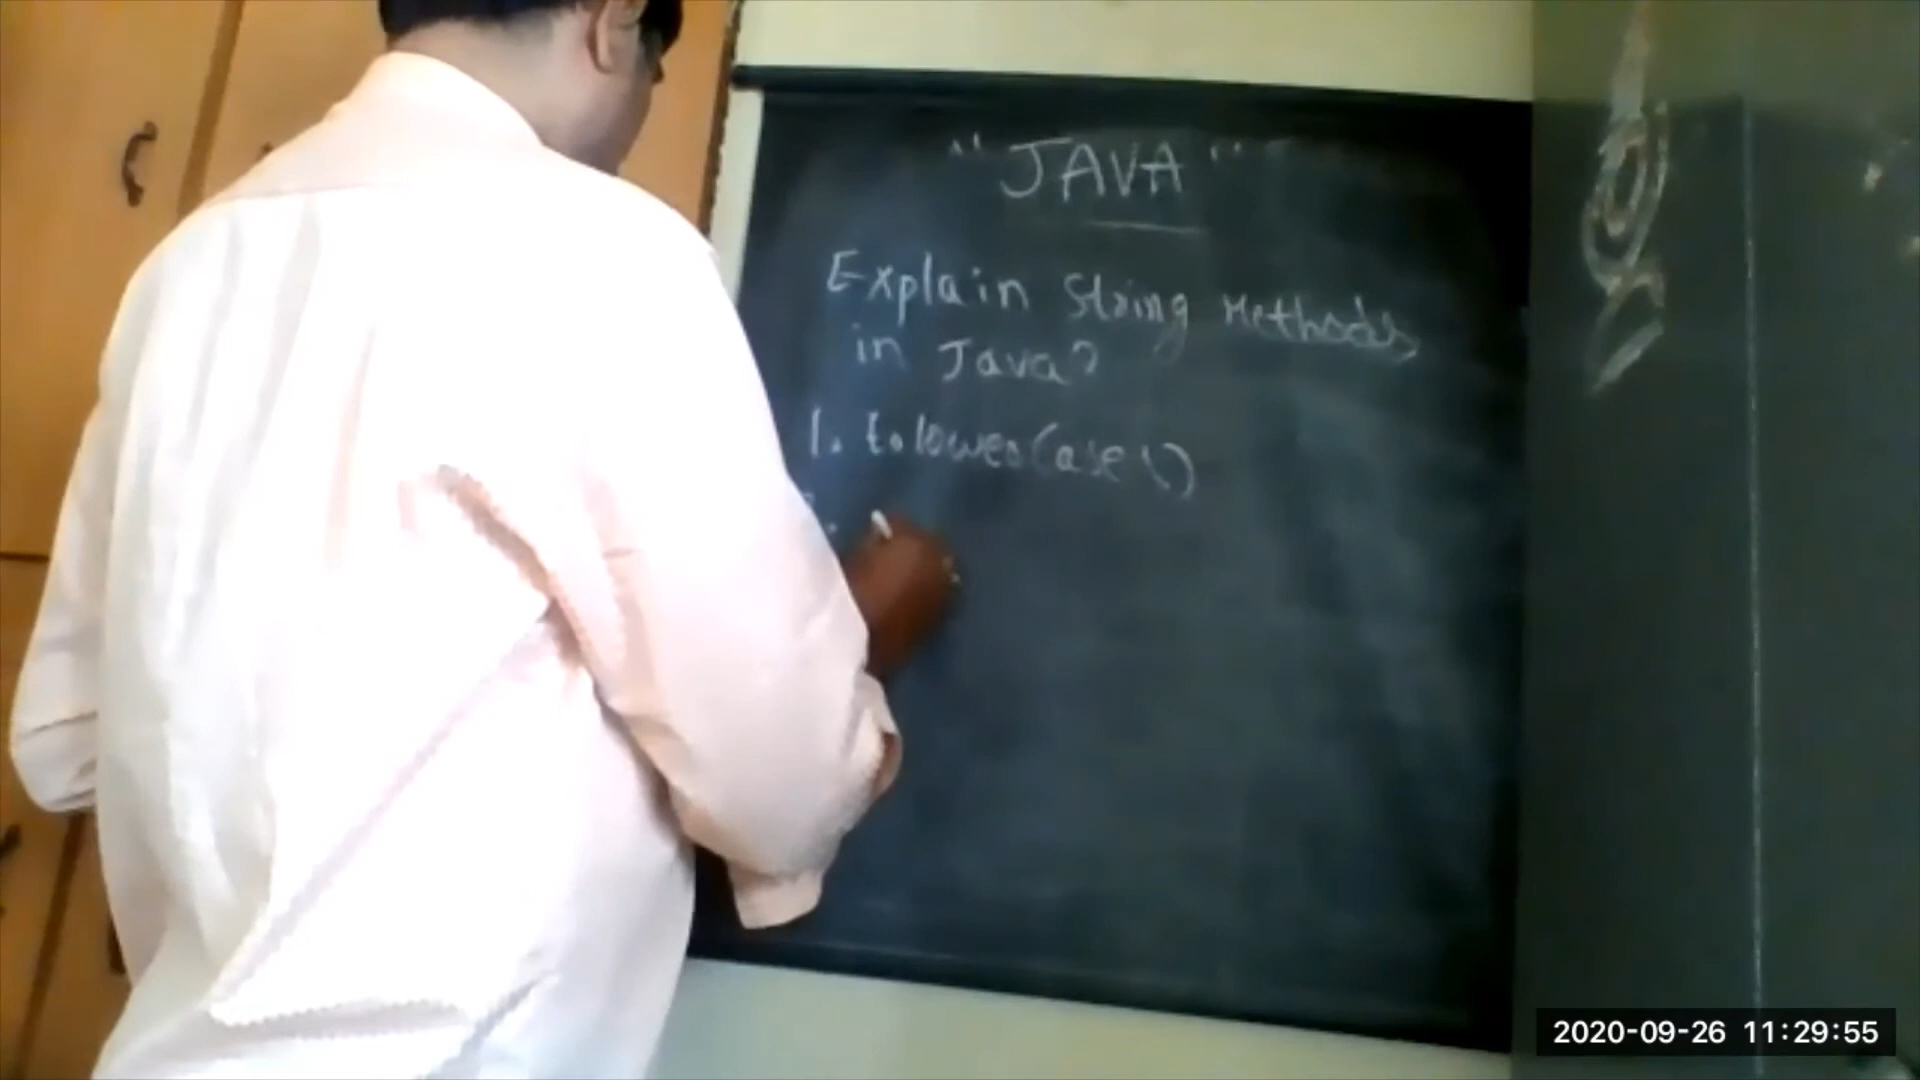 "JAVA"
Explain String Methods
in Java?
1. toLowerCase()
2020-09-26 11:29:55